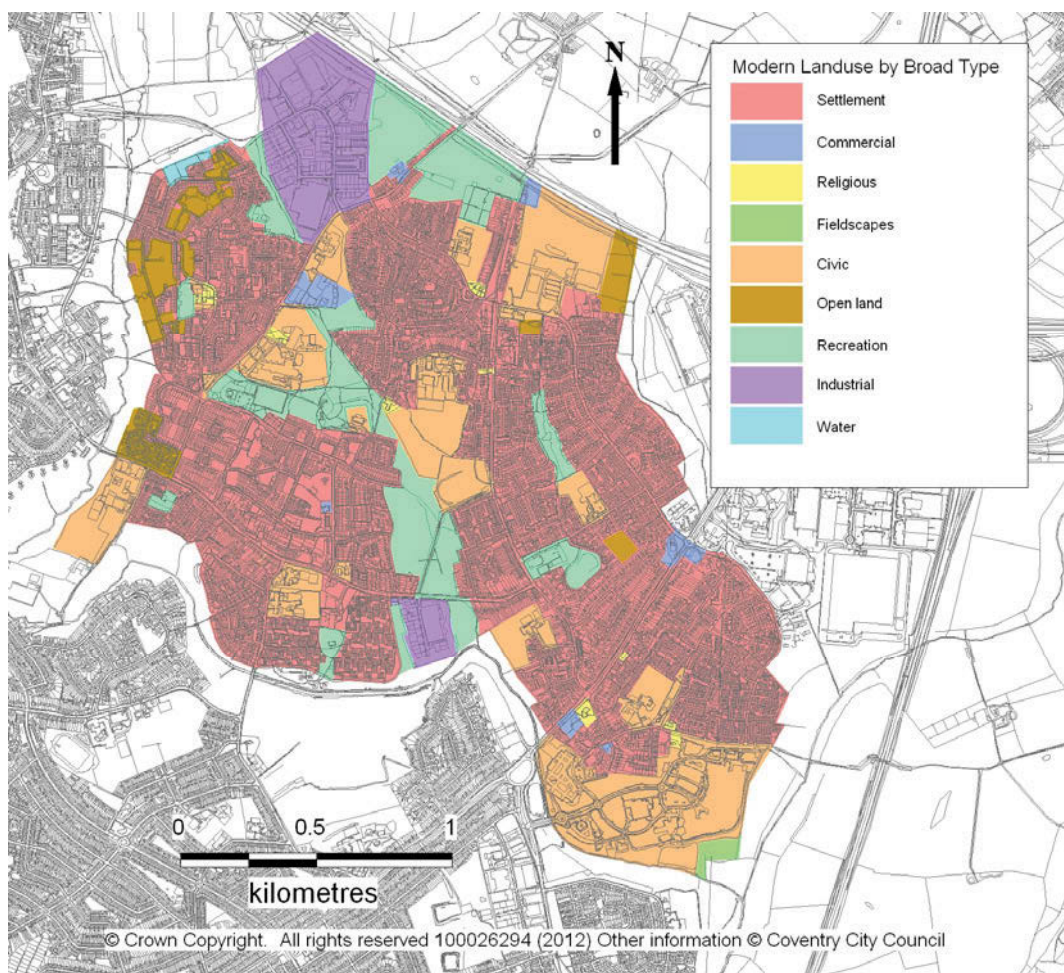 N
Modern Landuse by Broad Type
Settlement
Commercial
Religious
Fieldscapes
Civic
Open land
Recreation
Industrial
Water
0 0.5 1
kilometres
© Crown Copyright. All rights reserved 100026294 (2012) Other information © Coventry City Council